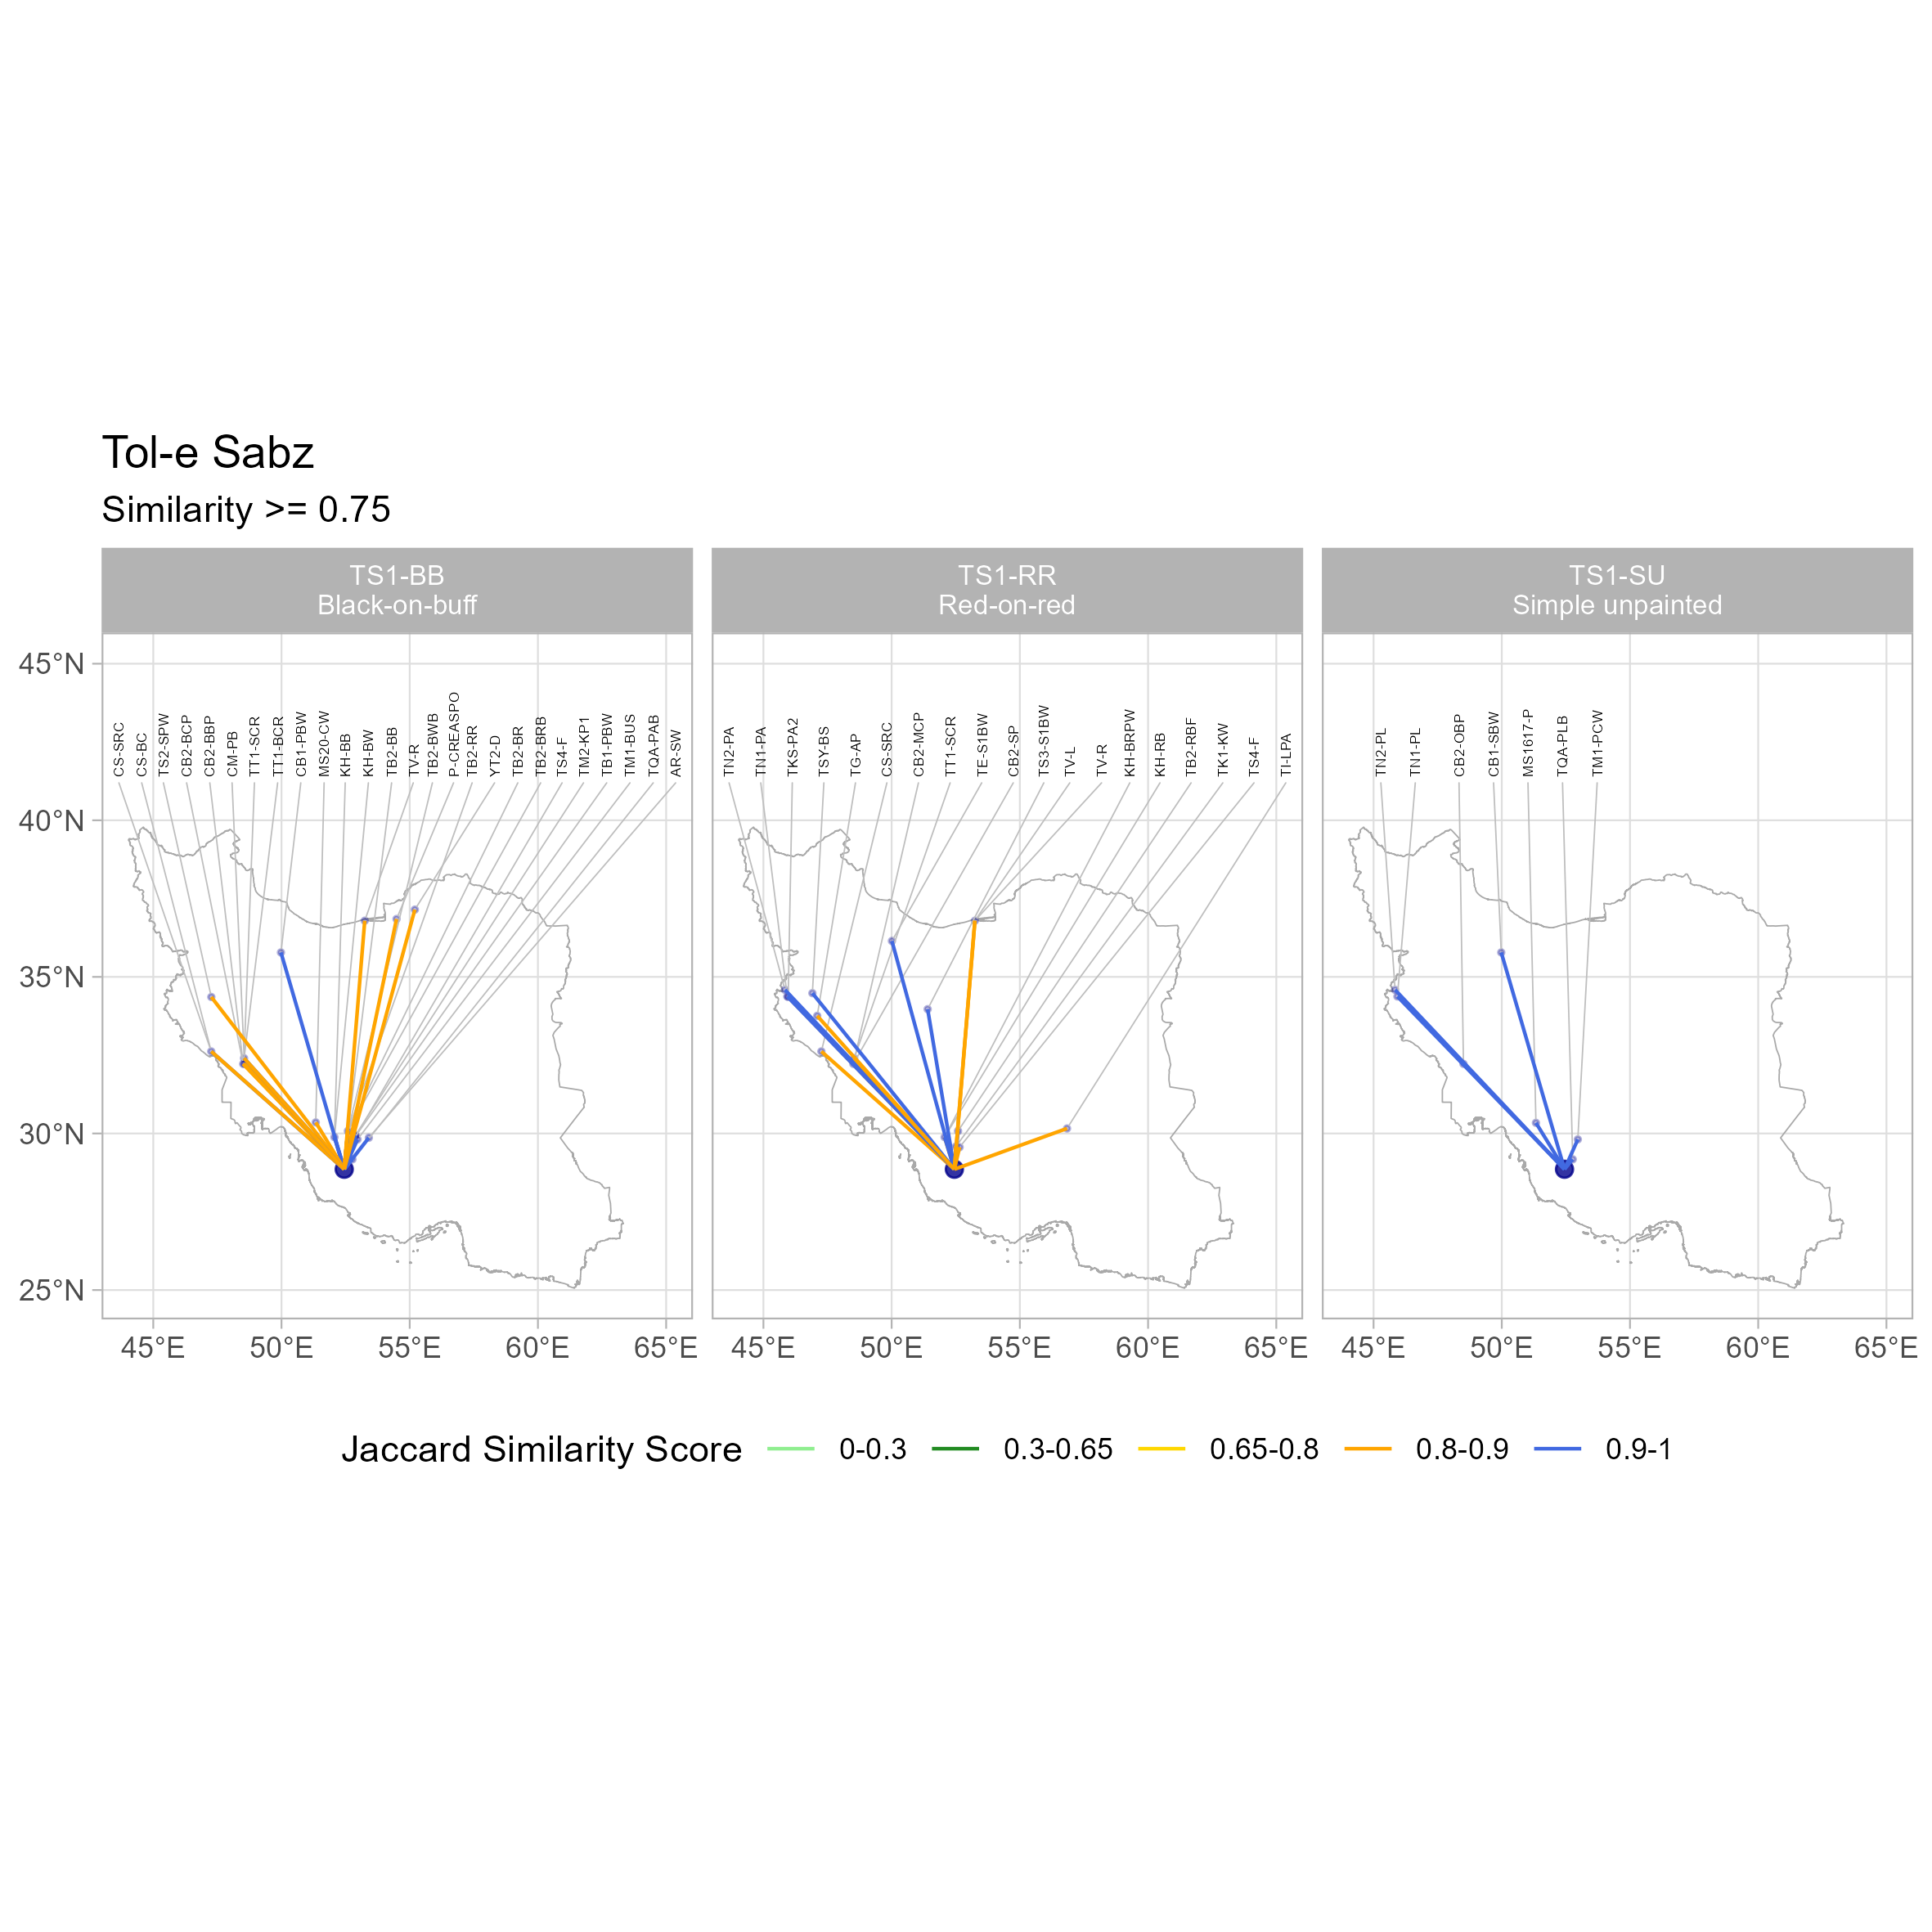 Tol-e Sabz
Similarity >= 0.75
TS1-BB
Black-on-buff
TS1-RR
Red-on-red
TS1-SU
Simple unpainted
45°N
40°N
35°N
30°N
25°N
CS-SRC
CS-BC
TS2-SPW
CB2-BCP
CB2-BBP
CM-PB
TT1-SCR
TT1-BCR
CB1-PBW
MS20-CW
KH-BB
KH-BW
TB2-BB
TV-R
TB2-BWB
P-CREASPO
TB2-RR
YT2-D
TB2-BR
TB2-BRB
TS4-F
TM2-KP1
TB1-PBW
TM1-BUS
TQA-PAB
AR-SW
TN2-PA
TN1-PA
TKS-PA2
TSY-BS
TG-AP
CS-SRC
CB2-MCP
TT1-SCR
TE-S1BW
CB2-SP
TS3-S1BW
TV-L
TV-R
KH-BRPW
KH-RB
TB2-RBF
TK1-KW
TS4-F
TI-LPA
TN2-PL
TN1-PL
CB2-OBP
CB1-SBW
MS1617-P
TQA-PLB
TM1-PCW
45°E 50°E 55°E 60°E 65°E
45°E 50°E 55°E 60°E 65°E
45°E 50°E 55°E 60°E 65°E
Jaccard Similarity Score 0-0.3 0.3-0.65 0.65-0.8 0.8-0.9 0.9-1